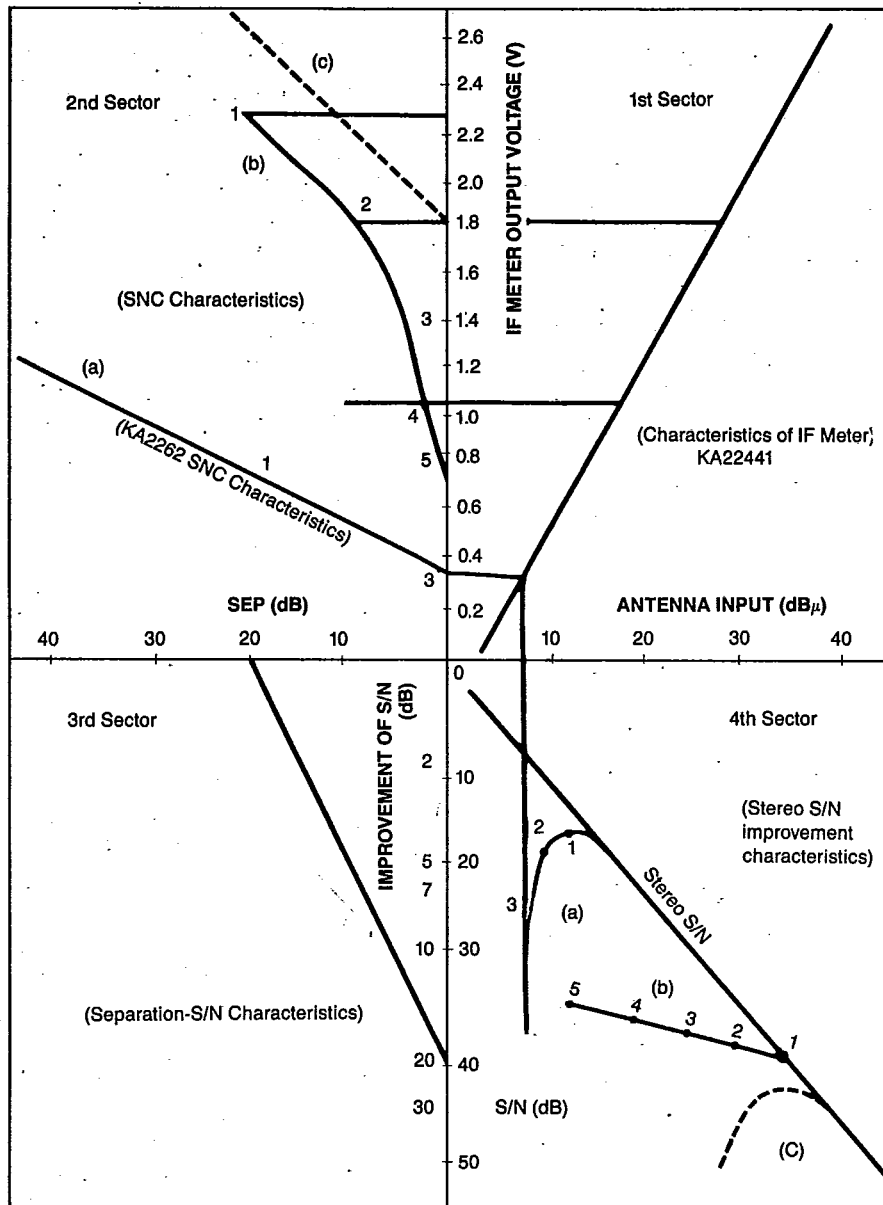 2.6
(c)
2nd Sector
1st Sector
IF METER OUTPUT VOLTAGE (V)
1
2.2
(b)
2.0
2
1.8
1.6
(SNC Characteristics)
3
1.4
1.2
(a)
4
1.0
(KA2262 SNC Characteristics)
1
(Characteristics of IF Meter)
KA22441
5
0.8
0.6
0.4
3
0.2
SEP (dB)
ANTENNA INPUT (dBμ)
40
30
20
10
10
20
30
40
0
3rd Sector
4th Sector
IMPROVEMENT OF S/N
(dB)
2
10
(Stereo S/N
improvement
characteristics)
2
1
5
20
7
Stereo S/N
3
(a)
10
30
(b)
5
4
3
2
1
(Separation-S/N Characteristics)
20
40
30
S/N (dB)
(C)
50